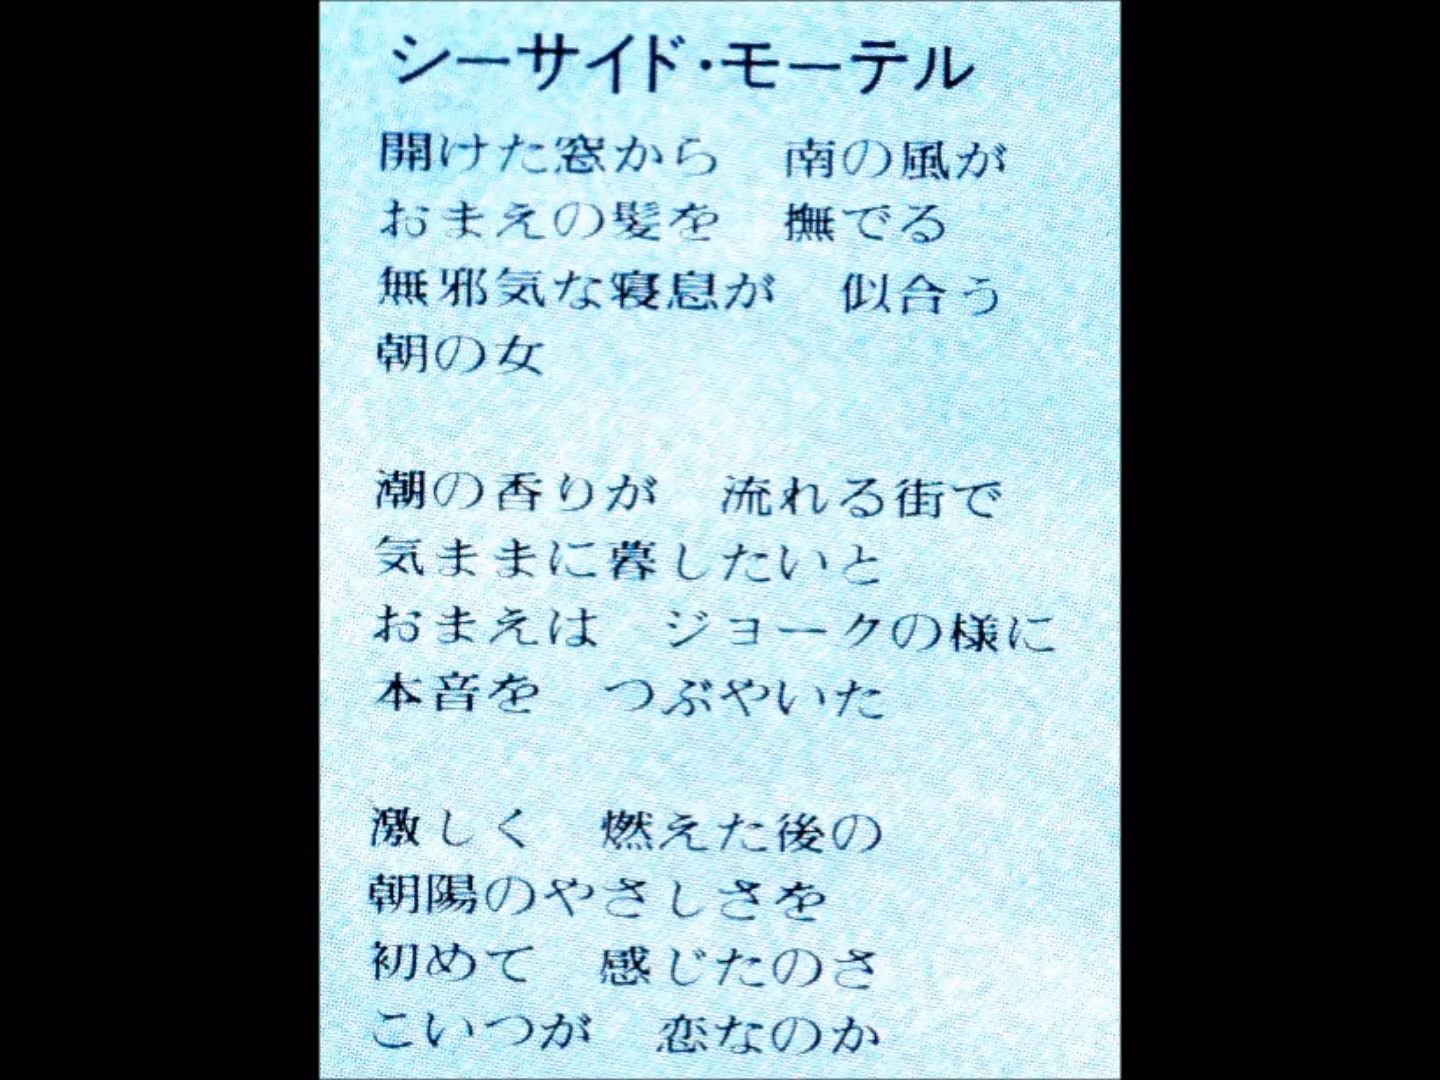 シーサイド・モーテル
開けた窓から　南の風が
おまえの髪を　撫でる
無邪気な寝息が　似合う
朝の女
潮の香りが　流れる街で
気ままに暮したいと
おまえは　ジョークの様に
本音を　つぶやいた
激しく　燃えた後の
朝陽のやさしさを
初めて　感じたのさ
こいつが　恋なのか